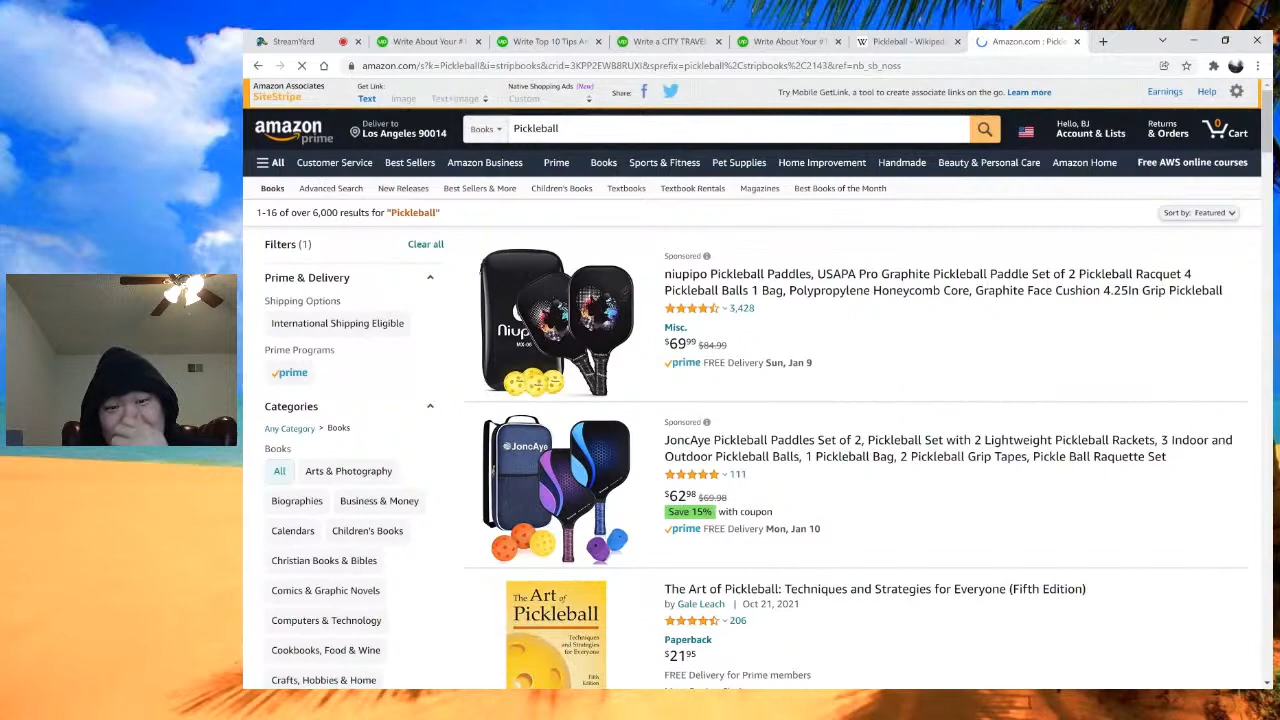 StreamYard
Write About Your #1
Write Top 10 Tips An
Write a CITY TRAVEL
Write About Your #1
Pickleball - Wikiped
Amazon.com : Pickle
amazon.com/s?k=Pickleball&i=stripbooks&crid=3KPP2EWB8RUXI&sprefix=pickleball%2Cstripbooks%2C2143&ref=nb_sb_noss
Amazon Associates
SiteStripe
Get Link:
Text Image Text+Image
Native Shopping Ads (New)
Custom
Share:
Try Mobile GetLink, a tool to create associate links on the go. Learn more
Earnings Help
amazon
prime
Deliver to
Los Angeles 90014
Books
Pickleball
Hello, BJ
Account & Lists
Returns
& Orders
0
Cart
All Customer Service Best Sellers Amazon Business Prime Books Sports & Fitness Pet Supplies Home Improvement Handmade Beauty & Personal Care Amazon Home Free AWS online courses
Books Advanced Search New Releases Best Sellers & More Children's Books Textbooks Textbook Rentals Magazines Best Books of the Month
1-16 of over 6,000 results for "Pickleball"
Sort by: Featured
Filters (1)
Clear all
Prime & Delivery
Shipping Options
International Shipping Eligible
Prime Programs
prime
Categories
Any Category > Books
Books
All
Arts & Photography
Biographies
Business & Money
Calendars
Children's Books
Christian Books & Bibles
Comics & Graphic Novels
Computers & Technology
Cookbooks, Food & Wine
Crafts, Hobbies & Home
Sponsored
niupipo Pickleball Paddles, USAPA Pro Graphite Pickleball Paddle Set of 2 Pickleball Racquet 4
Pickleball Balls 1 Bag, Polypropylene Honeycomb Core, Graphite Face Cushion 4.25In Grip Pickleball
3,428
Misc.
$69.99 $84.99
prime FREE Delivery Sun, Jan 9
Sponsored
JoncAye Pickleball Paddles Set of 2, Pickleball Set with 2 Lightweight Pickleball Rackets, 3 Indoor and
Outdoor Pickleball Balls, 1 Pickleball Bag, 2 Pickleball Grip Tapes, Pickle Ball Raquette Set
111
$62.98 $69.98
Save 15% with coupon
prime FREE Delivery Mon, Jan 10
JoncAye
The Art of
Pickleball
Techniques
and Strategies
for Everyone
Fifth
Edition
The Art of Pickleball: Techniques and Strategies for Everyone (Fifth Edition)
by Gale Leach | Oct 21, 2021
206
Paperback
$21.95
FREE Delivery for Prime members